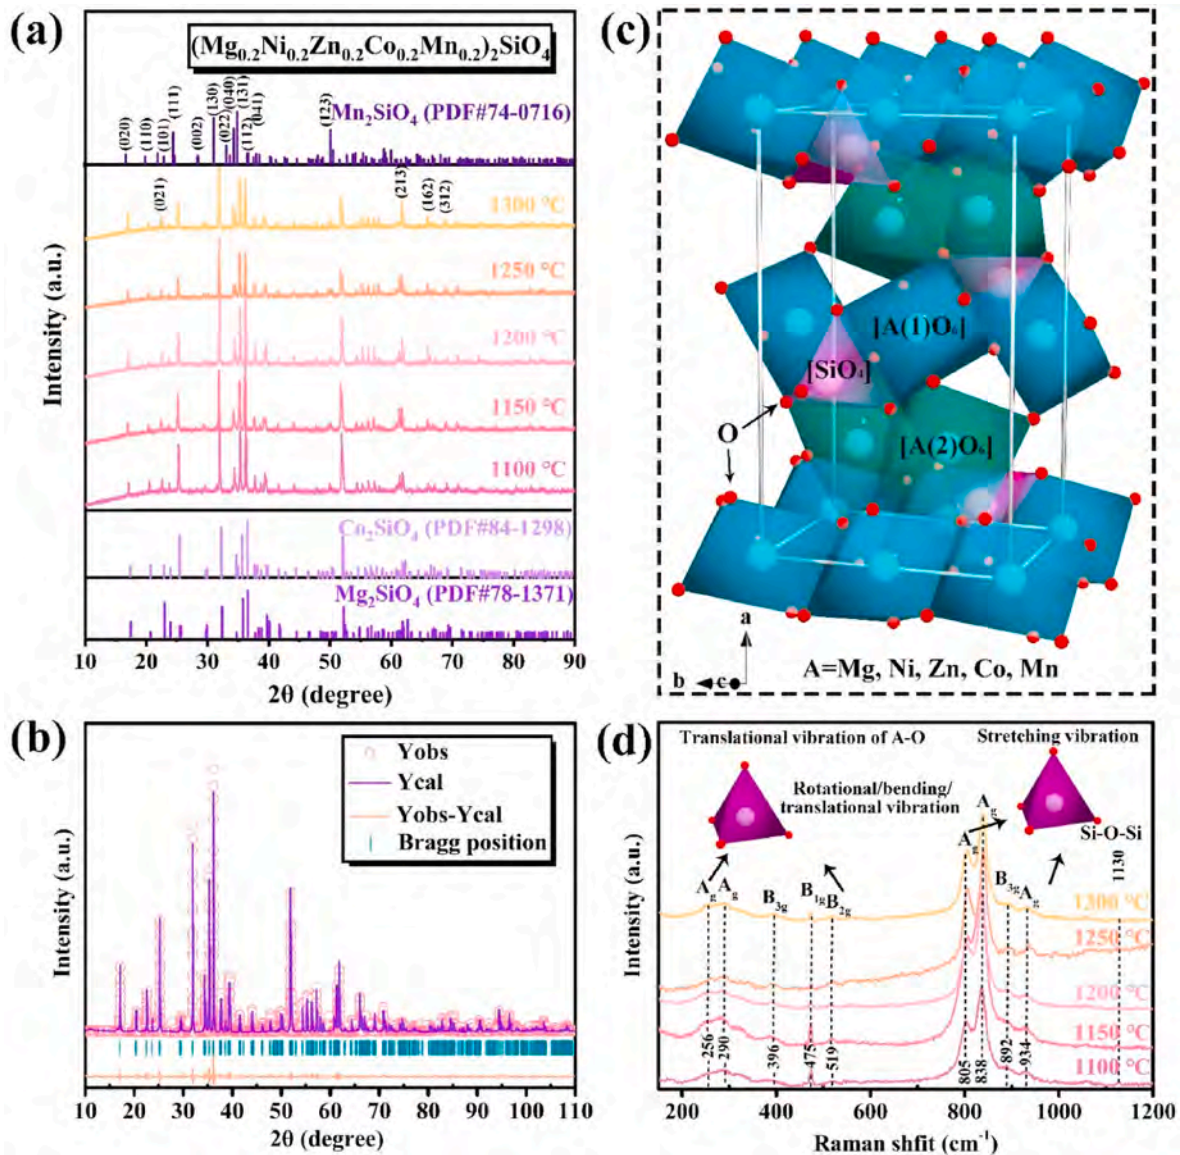 (a)
(Mg0.2Ni0.2Zn0.2Co0.2Mn0.2)2SiO4
Mn2SiO4 (PDF#74-0716)
(020)
(110)
(101)
(021)
(111)
(002)
(130)
(022)
(040)
(131)
(112)
(041)
(123)
(213)
(162)
(312)
1300 °C
1250 °C
1200 °C
1150 °C
1100 °C
Co2SiO4 (PDF#84-1298)
Mg2SiO4 (PDF#78-1371)
Intensity (a.u.)
10 20 30 40 50 60 70 80 90
2θ (degree)
(c)
[A(1)O6]
[SiO4]
[A(2)O6]
O
a
b
c
A=Mg, Ni, Zn, Co, Mn
(b)
Yobs
Ycal
Yobs-Ycal
Bragg position
Intensity (a.u.)
10 20 30 40 50 60 70 80 90 100 110
2θ (degree)
(d)
Translational vibration of A-O
Stretching vibration
Rotational/bending/
translational vibration
Si-O-Si
Ag
Ag
B3g
B1g
B2g
Ag
Ag
B3g
Ag
1130
1300 °C
1250 °C
1200 °C
1150 °C
1100 °C
256
290
396
475
519
805
838
892
934
Intensity (a.u.)
200 400 600 800 1000 1200
Raman shfit (cm-1)